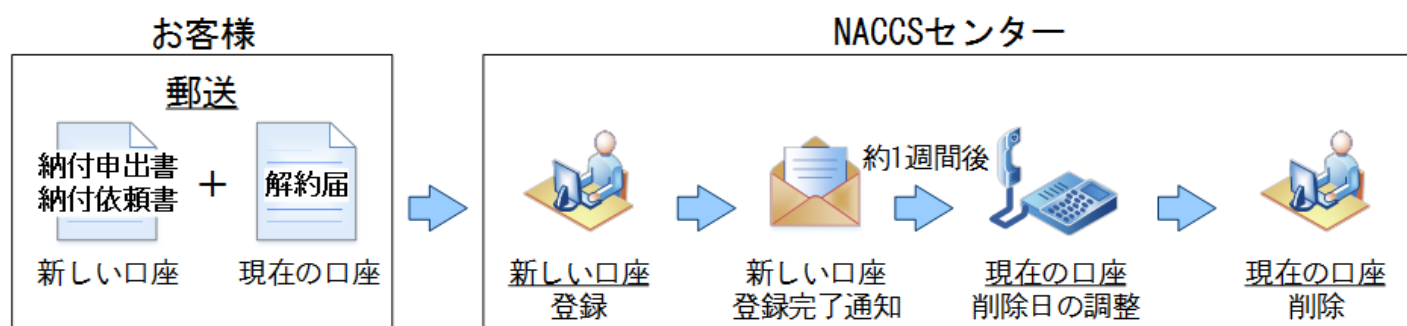 お客様
郵送
納付申出書
納付依頼書
+
解約届
新しい口座
現在の口座
NACCSセンター
新しい口座
登録
新しい口座
登録完了通知
約1週間後
現在の口座
削除日の調整
現在の口座
削除